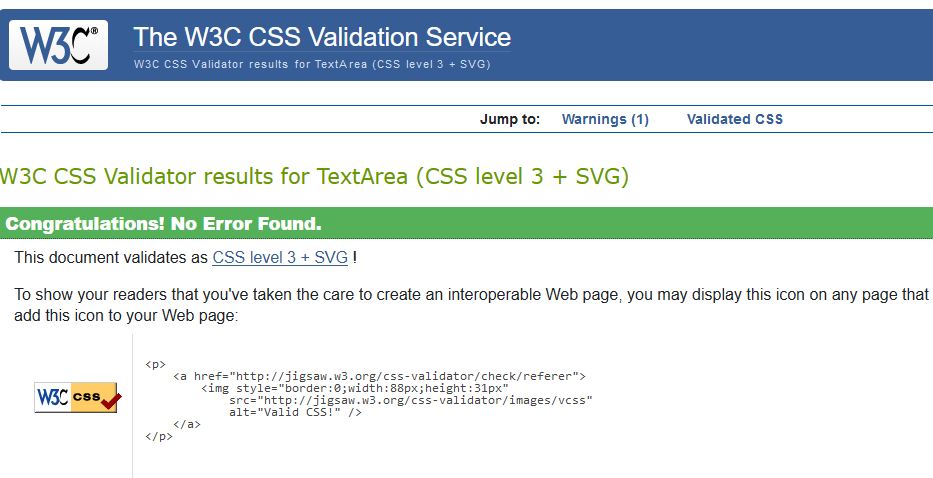 W3C®
The W3C CSS Validation Service
W3C CSS Validator results for TextArea (CSS level 3 + SVG)
Jump to: Warnings (1) Validated CSS
W3C CSS Validator results for TextArea (CSS level 3 + SVG)
Congratulations! No Error Found.
This document validates as CSS level 3 + SVG !
To show your readers that you've taken the care to create an interoperable Web page, you may display this icon on any page that
add this icon to your Web page:
W3C css
<p>
    <a href="http://jigsaw.w3.org/css-validator/check/referer">
        <img style="border:0;width:88px;height:31px"
            src="http://jigsaw.w3.org/css-validator/images/vcss"
            alt="Valid CSS!" />
    </a>
</p>